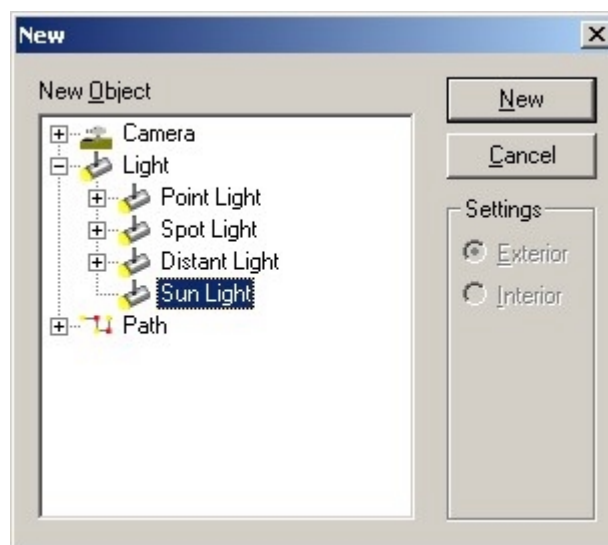 New
New Object
Camera
Light
Point Light
Spot Light
Distant Light
Sun Light
Path
New
Cancel
Settings
Exterior
Interior